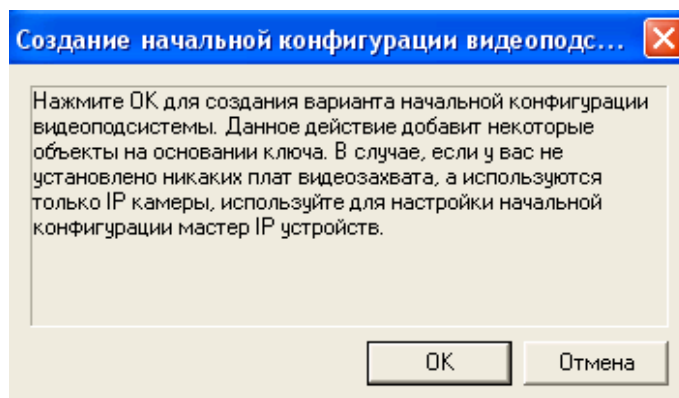 Создание начальной конфигурации видеоподс...
Нажмите ОК для создания варианта начальной конфигурации
видеоподсистемы. Данное действие добавит некоторые
объекты на основании ключа. В случае, если у вас не
установлено никаких плат видеозахвата, а используются
только IP камеры, используйте для настройки начальной
конфигурации мастер IP устройств.
ОК
Отмена